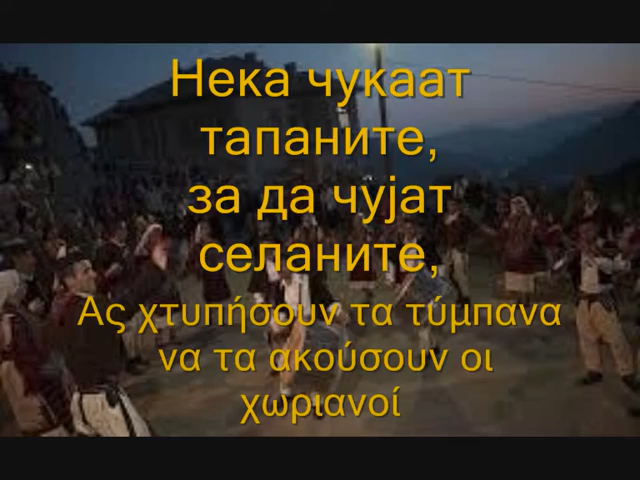 Нека чукаат
тапаните,
за да чујат
селаните,
Ας χτυπήσουν τα τύμπανα
να τα ακούσουν οι
χωριανοί